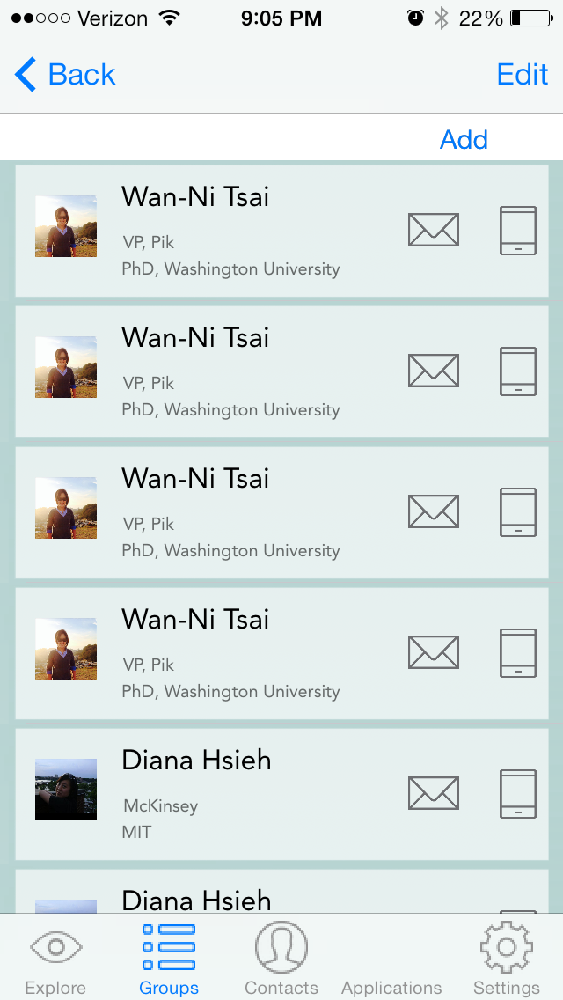 Verizon 9:05 PM 22%
Back Edit
Add
Wan-Ni Tsai
VP, Pik
PhD, Washington University
Wan-Ni Tsai
VP, Pik
PhD, Washington University
Wan-Ni Tsai
VP, Pik
PhD, Washington University
Wan-Ni Tsai
VP, Pik
PhD, Washington University
Diana Hsieh
McKinsey
MIT
Diana Hsieh
Explore Groups Contacts Applications Settings